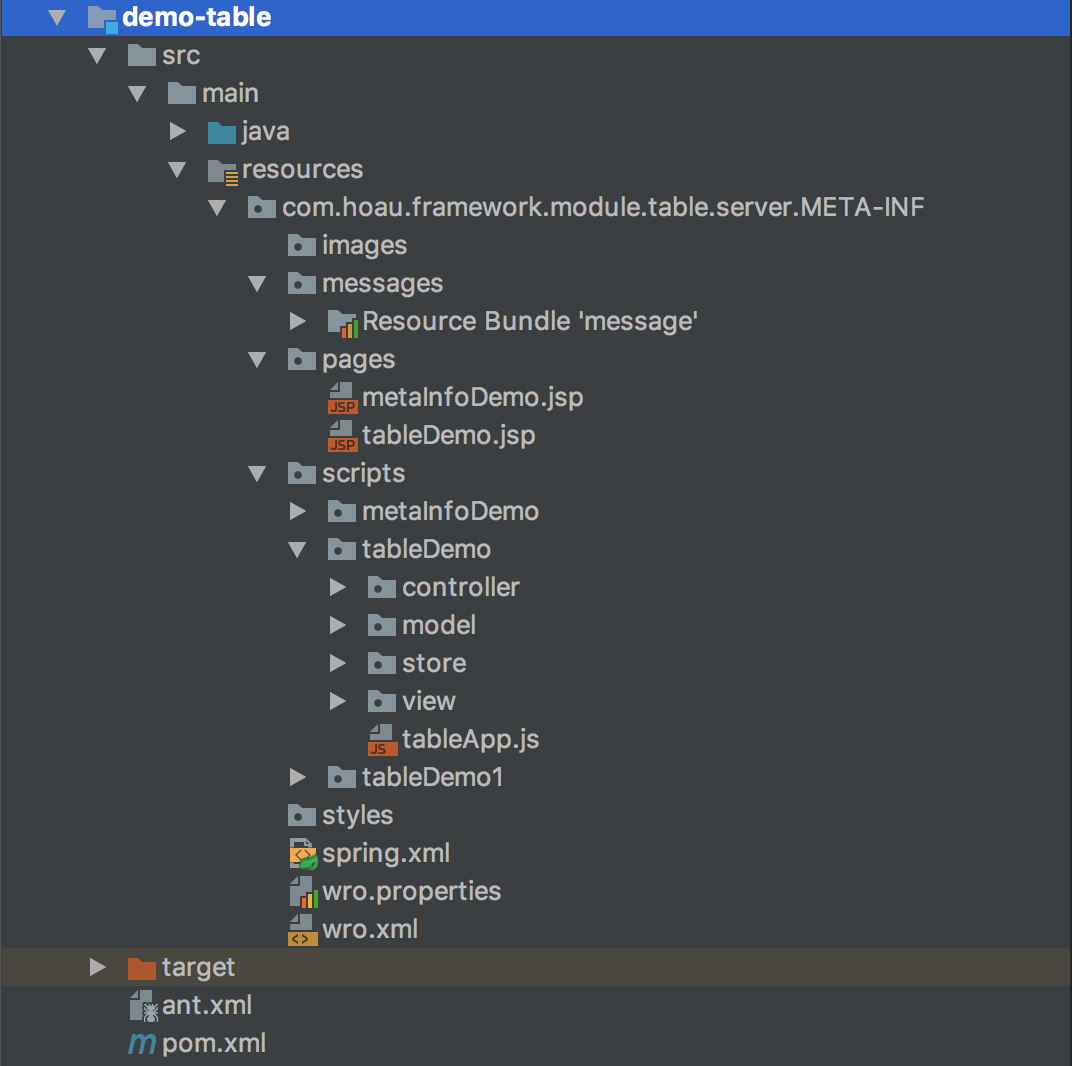 demo-table
src
main
java
resources
com.hoau.framework.module.table.server.META-INF
images
messages
Resource Bundle 'message'
pages
JSP metaInfoDemo.jsp
JSP tableDemo.jsp
scripts
metaInfoDemo
tableDemo
controller
model
store
view
JS tableApp.js
tableDemo1
styles
spring.xml
wro.properties
wro.xml
target
ant.xml
m pom.xml